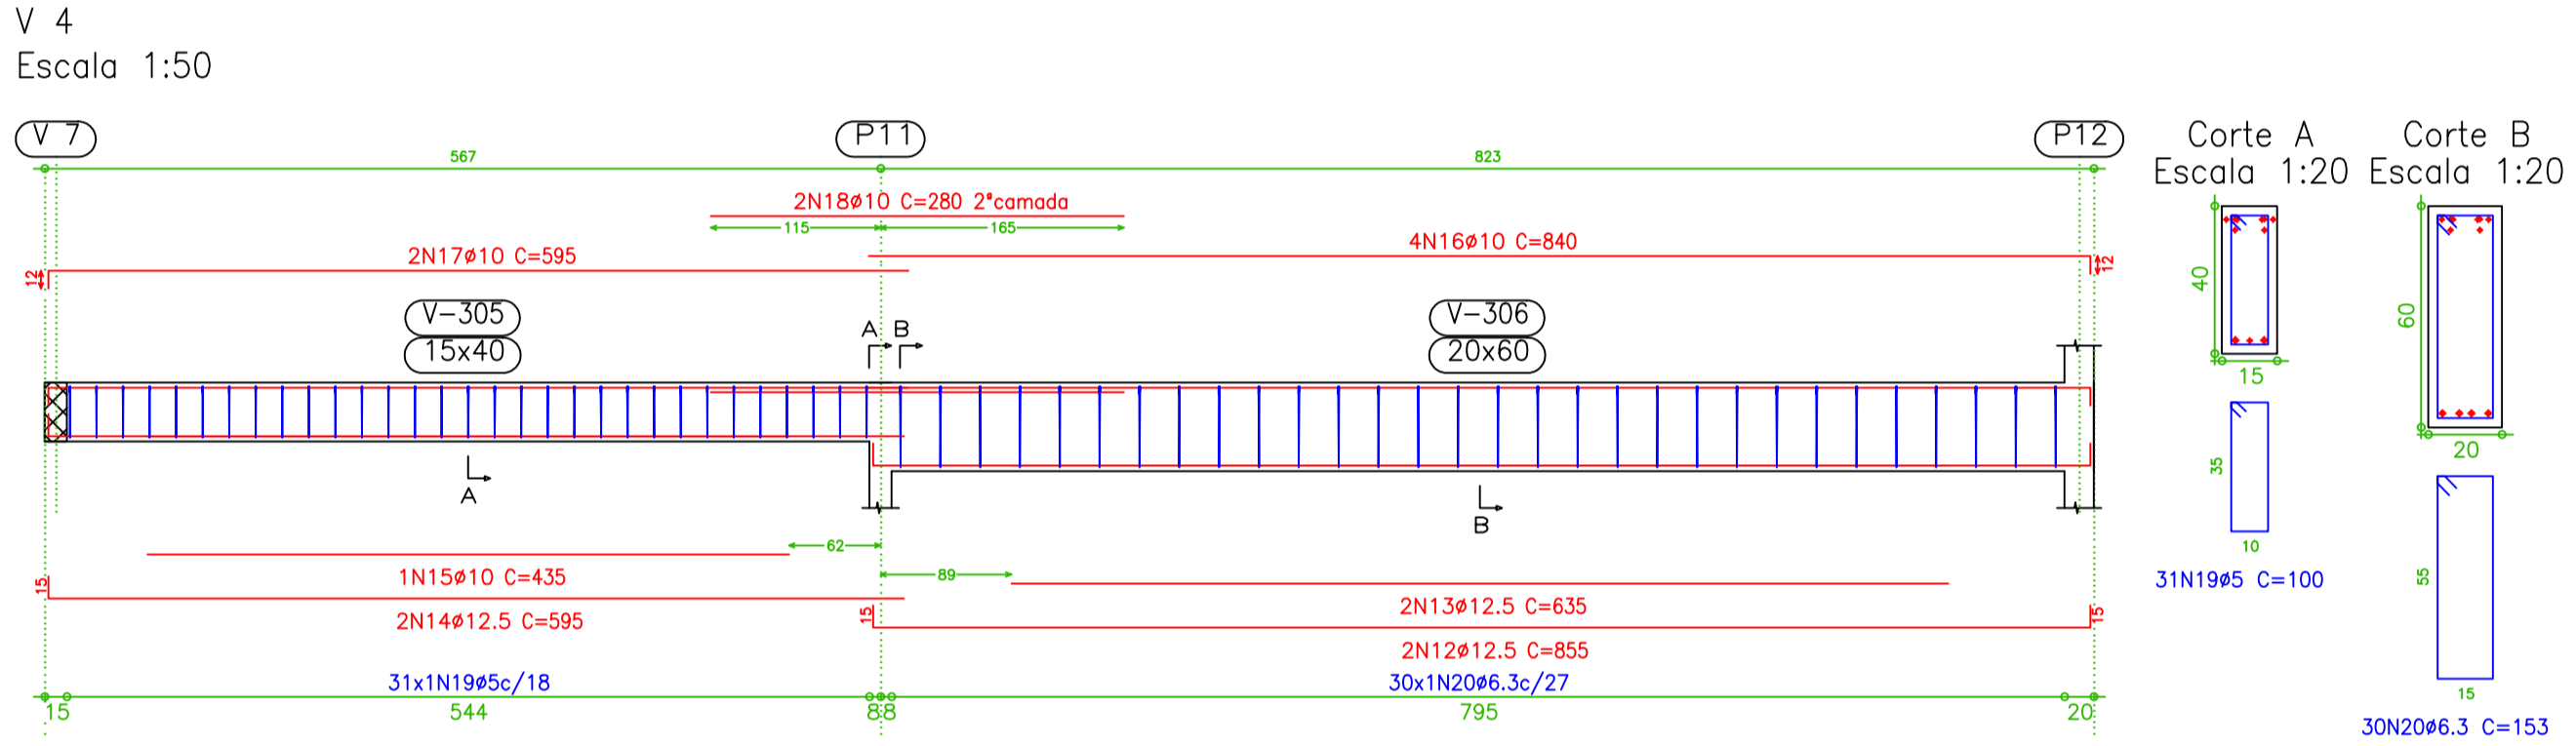 V 4
Escala 1:50
V 7
P11
P12
567
823
2N18ø10 C=280 2ªcamada
115
165
2N17ø10 C=595
4N16ø10 C=840
12
12
V-305
15x40
V-306
20x60
A
B
A
B
62
89
1N15ø10 C=435
15
2N14ø12.5 C=595
2N13ø12.5 C=635
15
15
2N12ø12.5 C=855
31x1N19ø5c/18
30x1N20ø6.3c/27
15
544
8
8
795
20
Corte A
Escala 1:20
40
15
35
10
31N19ø5 C=100
Corte B
Escala 1:20
60
20
55
15
30N20ø6.3 C=153